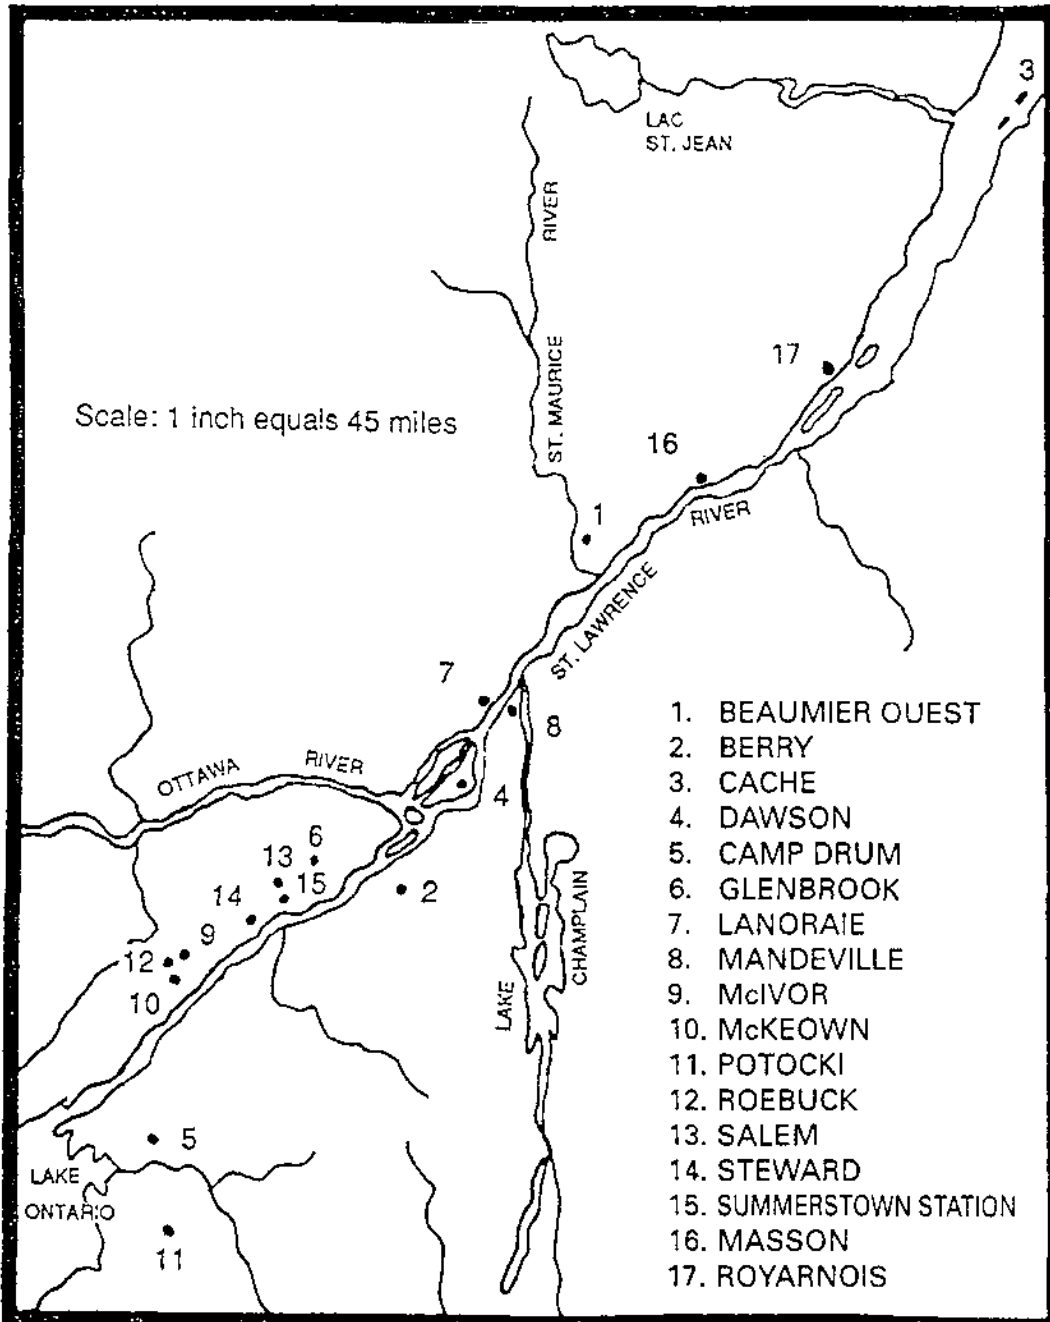 3
LAC
ST. JEAN
RIVER
17
ST. MAURICE
Scale: 1 inch equals 45 miles
16
1
RIVER
ST. LAWRENCE
7
8
OTTAWA
RIVER
4
6
13
15
14
2
9
12
10
CHAMPLAIN
LAKE
5
LAKE
ONTARIO
11
1. BEAUMIER OUEST
2. BERRY
3. CACHE
4. DAWSON
5. CAMP DRUM
6. GLENBROOK
7. LANORAIE
8. MANDEVILLE
9. McIVOR
10. McKEOWN
11. POTOCKI
12. ROEBUCK
13. SALEM
14. STEWARD
15. SUMMERSTOWN STATION
16. MASSON
17. ROYARNOIS